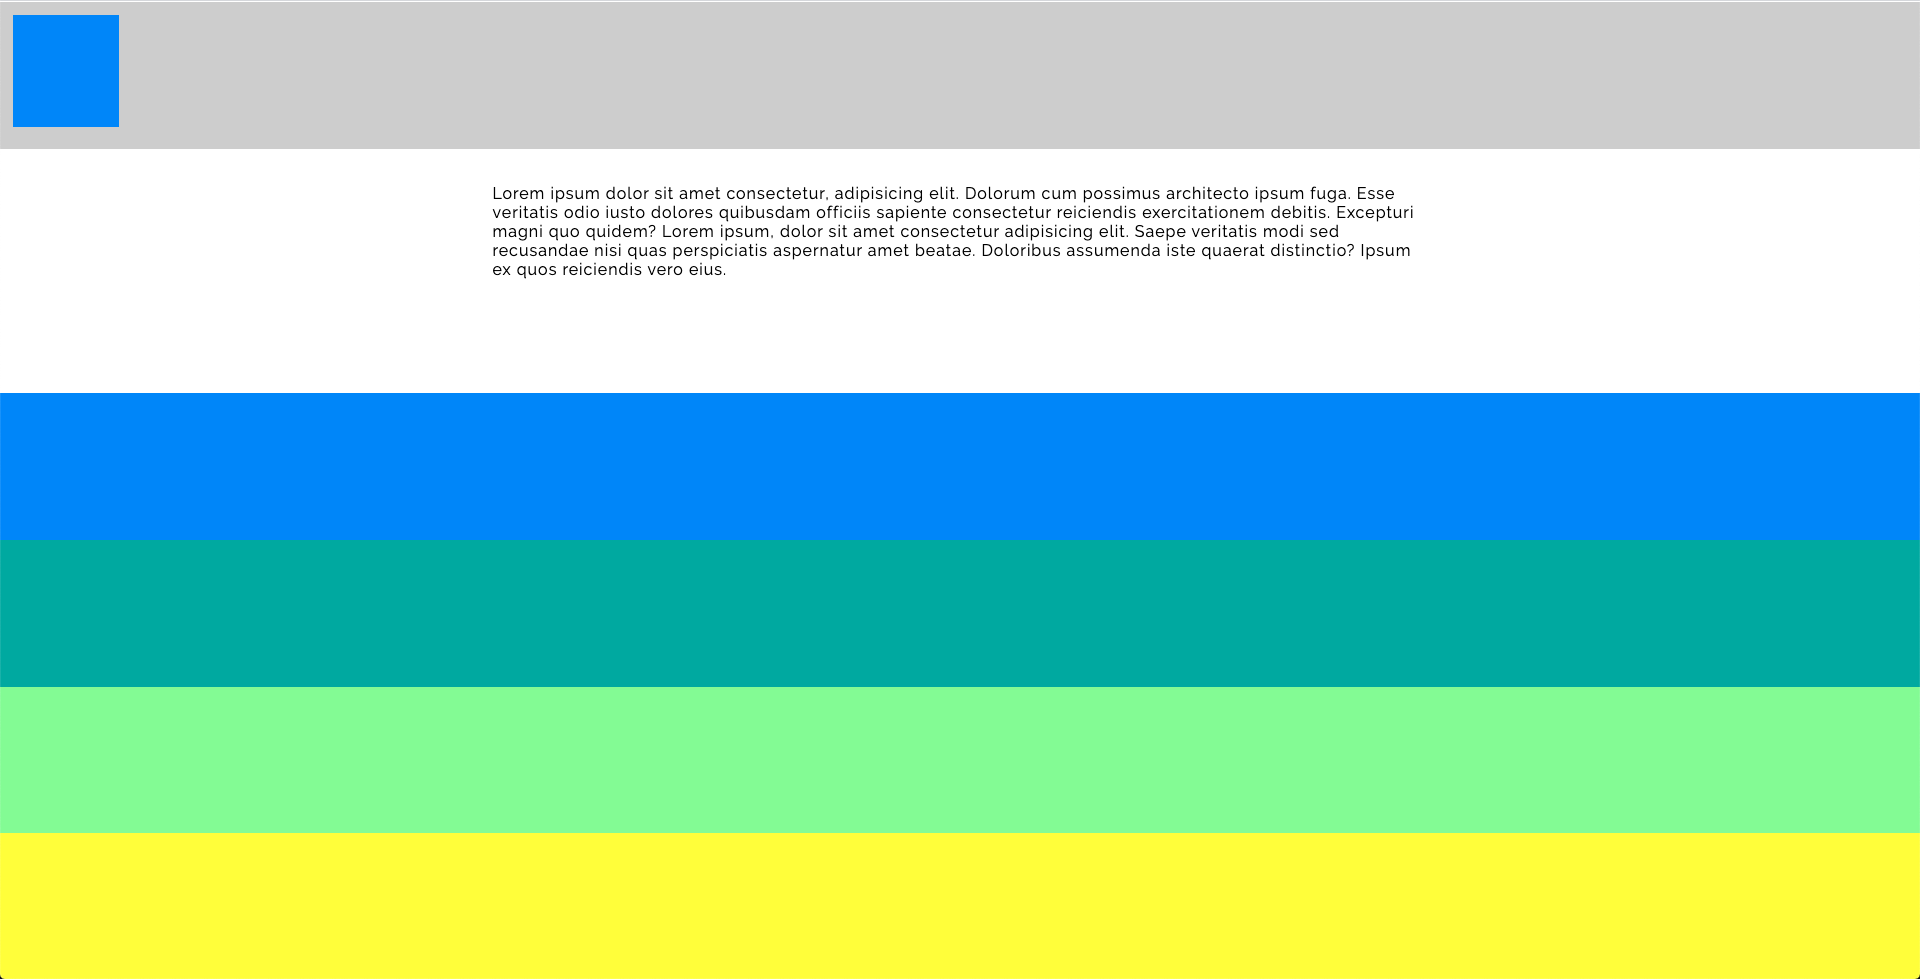 Lorem ipsum dolor sit amet consectetur, adipisicing elit. Dolorum cum possimus architecto ipsum fuga. Esse
veritatis odio iusto dolores quibusdam officiis sapiente consectetur reiciendis exercitationem debitis. Excepturi
magni quo quidem? Lorem ipsum, dolor sit amet consectetur adipisicing elit. Saepe veritatis modi sed
recusandae nisi quas perspiciatis aspernatur amet beatae. Doloribus assumenda iste quaerat distinctio? Ipsum
ex quos reiciendis vero eius.